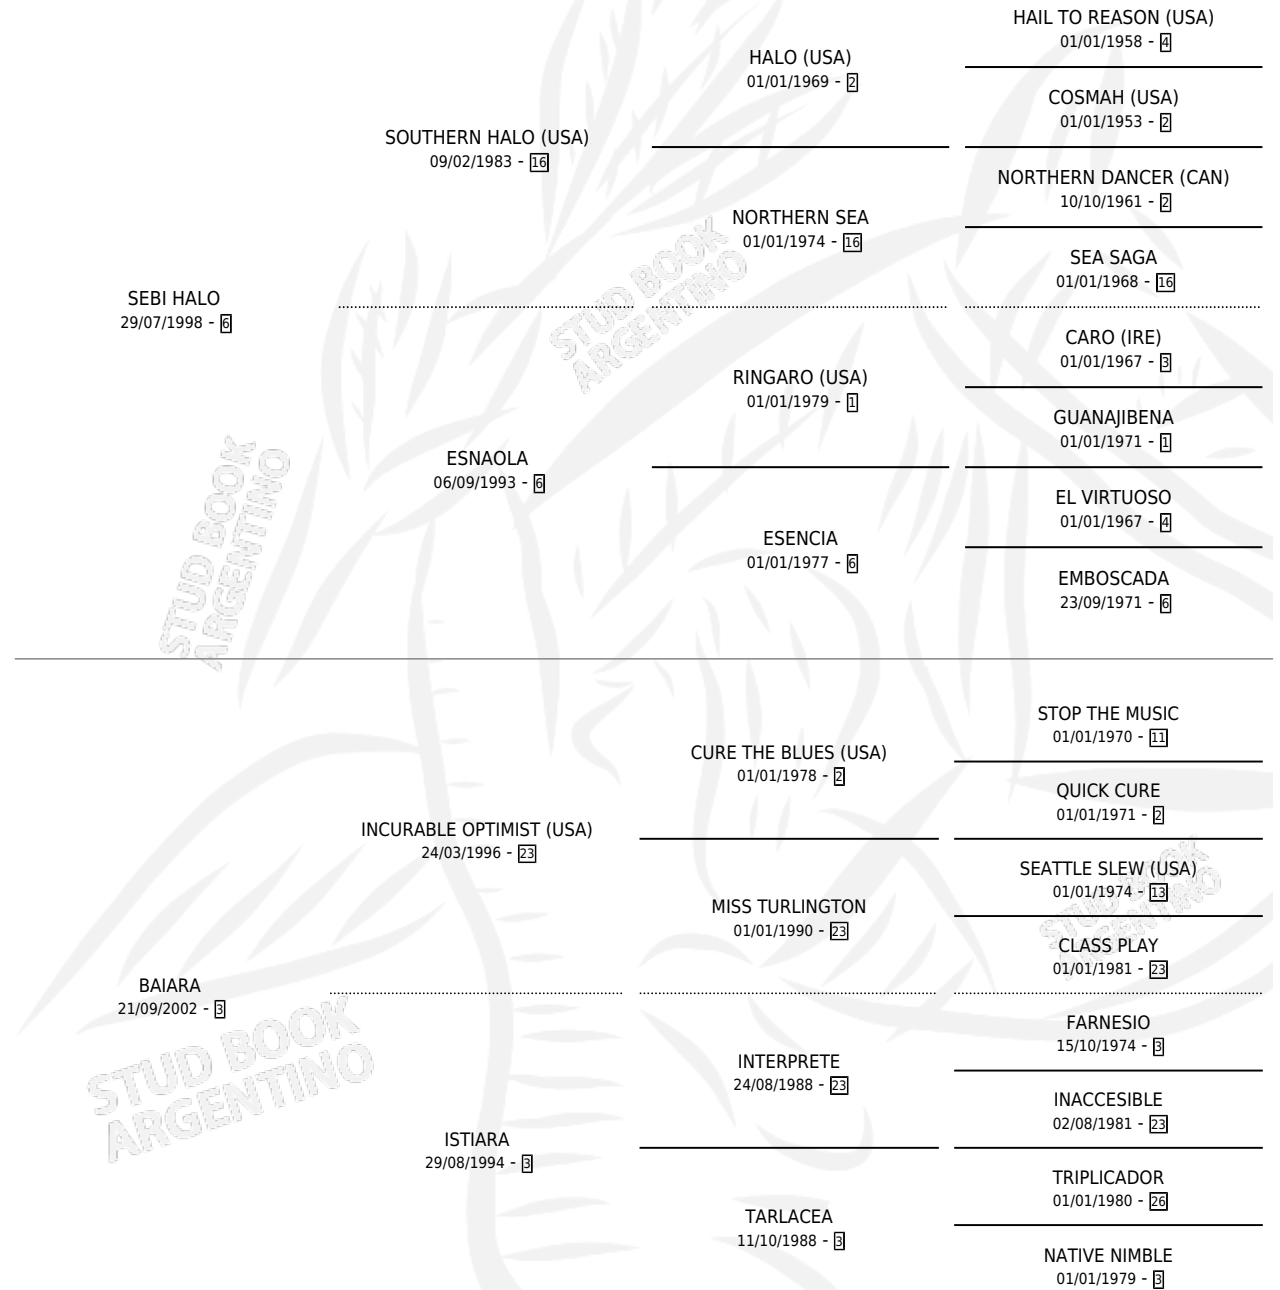 HAIL TO REASON (USA)
01/01/1958 - 4
HALO (USA)
01/01/1969 - 2
COSMAH (USA)
01/01/1953 - 2
SOUTHERN HALO (USA)
09/02/1983 - 16
NORTHERN DANCER (CAN)
10/10/1961 - 2
NORTHERN SEA
01/01/1974 - 16
SEA SAGA
01/01/1968 - 16
SEBI HALO
29/07/1998 - 6
CARO (IRE)
01/01/1967 - 3
RINGARO (USA)
01/01/1979 - 1
GUANAJIBENA
01/01/1971 - 1
ESNAOLA
06/09/1993 - 6
EL VIRTUOSO
01/01/1967 - 4
ESENCIA
01/01/1977 - 6
EMBOSCADA
23/09/1971 - 6
STUD BOOK
ARGENTINO
STUD BOOK
ARGENTINO
STOP THE MUSIC
01/01/1970 - 11
CURE THE BLUES (USA)
01/01/1978 - 2
QUICK CURE
01/01/1971 - 2
INCURABLE OPTIMIST (USA)
24/03/1996 - 23
SEATTLE SLEW (USA)
01/01/1974 - 13
MISS TURLINGTON
01/01/1990 - 23
CLASS PLAY
01/01/1981 - 23
STUD BOOK
ARGENTINO
BAIARA
21/09/2002 - 3
FARNESIO
15/10/1974 - 3
INTERPRETE
24/08/1988 - 23
INACCESIBLE
02/08/1981 - 23
STUD BOOK
ARGENTINO
ISTIARA
29/08/1994 - 3
TRIPLICADOR
01/01/1980 - 26
TARLACEA
11/10/1988 - 3
NATIVE NIMBLE
01/01/1979 - 3